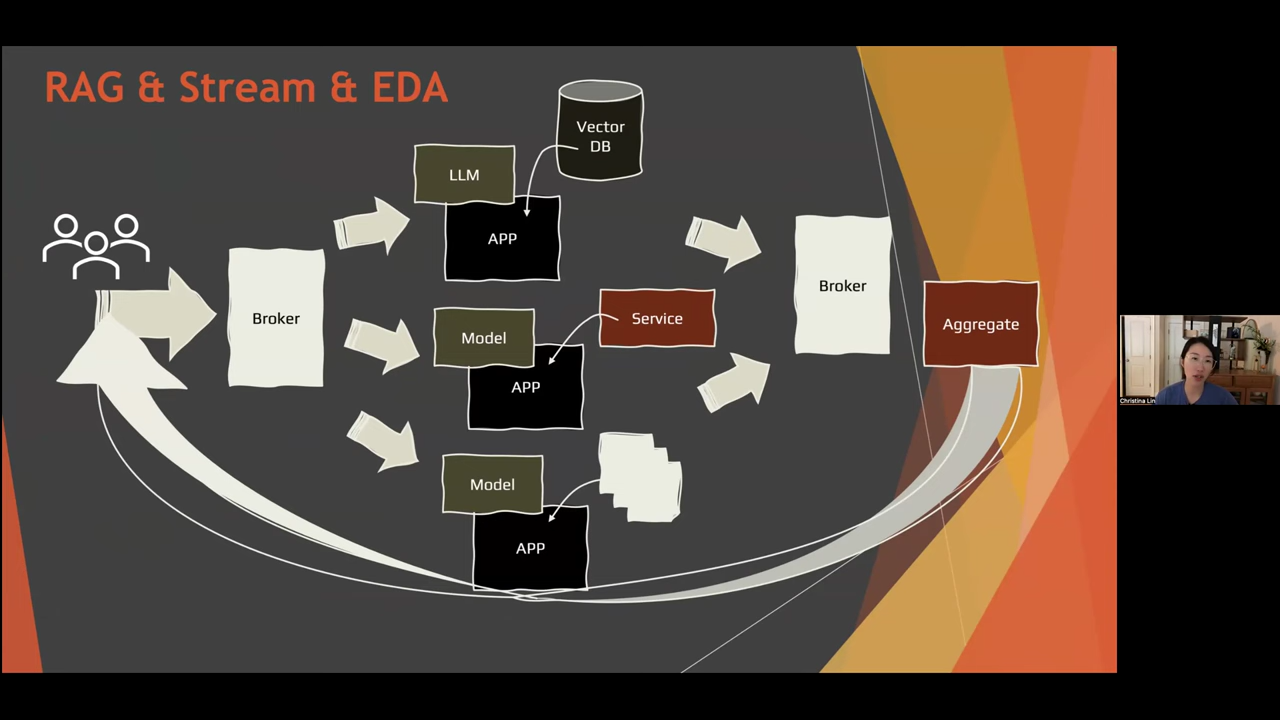 RAG & Stream & EDA
Vector
DB
LLM
APP
Broker
Model
APP
Service
Model
APP
Broker
Aggregate
Christina Lin